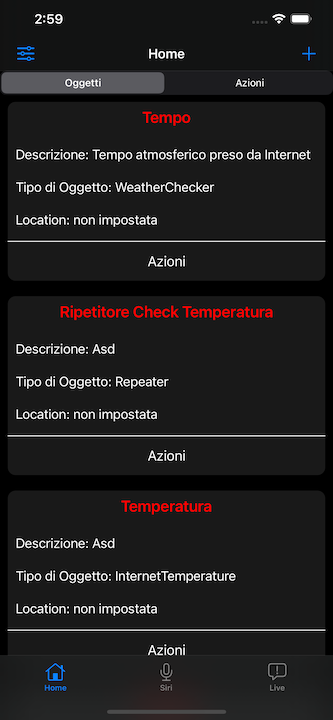 2:59
Home
Oggetti
Azioni
Tempo
Descrizione: Tempo atmosferico preso da Internet
Tipo di Oggetto: WeatherChecker
Location: non impostata
Azioni
Ripetitore Check Temperatura
Descrizione: Asd
Tipo di Oggetto: Repeater
Location: non impostata
Azioni
Temperatura
Descrizione: Asd
Tipo di Oggetto: InternetTemperature
Location: non impostata
Azioni
Home
Siri
Live